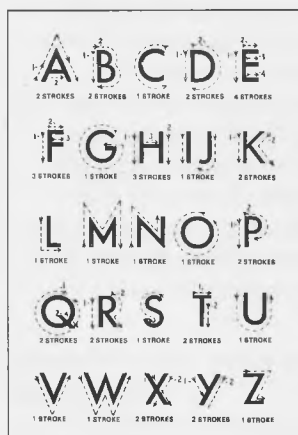 A B C D E
2 STROKES 2 STROKES 1 STROKE 2 STROKES 4 STROKES
F G H I J K
3 STROKES 1 STROKE 3 STROKES 1 STROKE 2 STROKES
L M N O P
1 STROKE 1 STROKE 1 STROKE 1 STROKE 2 STROKES
Q R S T U
2 STROKES 2 STROKES 1 STROKE 2 STROKES 1 STROKE
V W X Y Z
1 STROKE 1 STROKE 2 STROKES 2 STROKES 1 STROKE